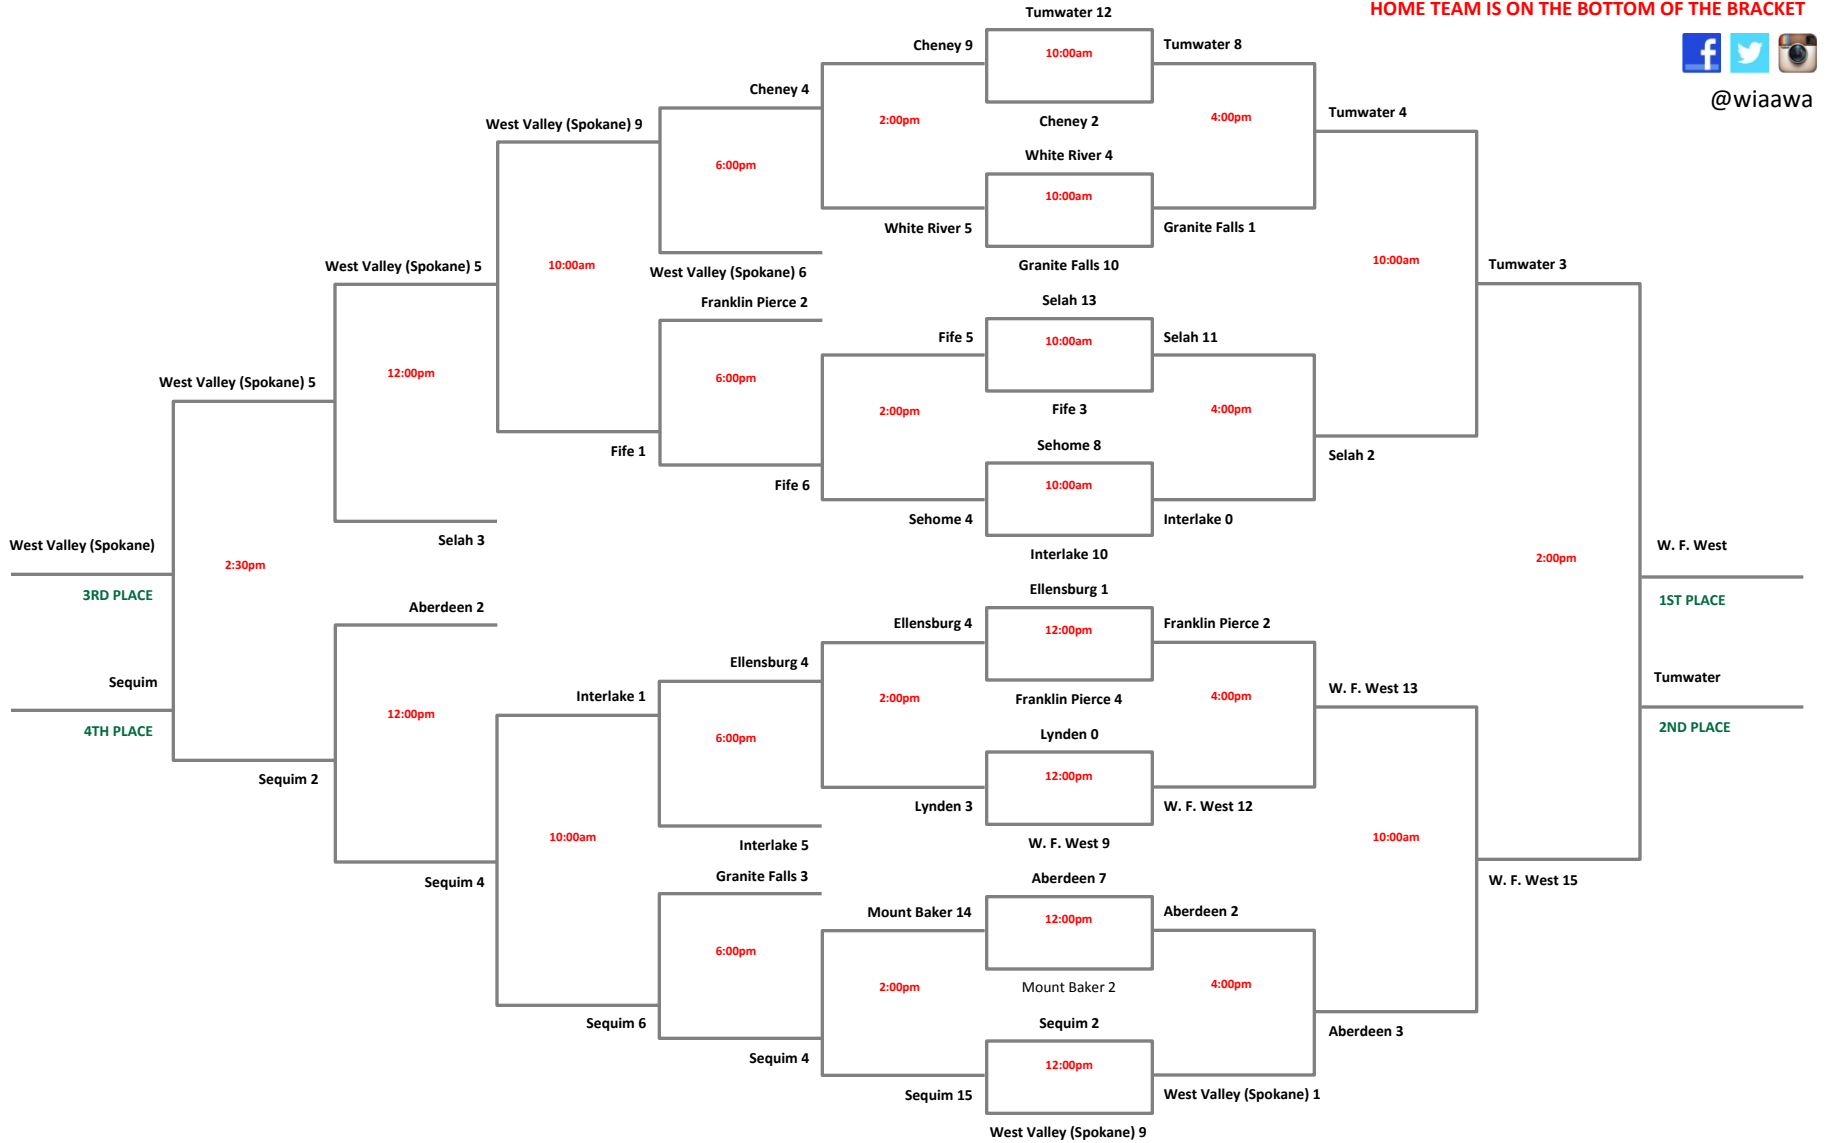 HOME TEAM IS ON THE BOTTOM OF THE BRACKET
Tumwater 12
Cheney 9
10:00am
Tumwater 8
Cheney 4
@wiaawa
2:00pm
Cheney 2
4:00pm
Tumwater 4
West Valley (Spokane) 9
6:00pm
White River 4
10:00am
White River 5
Granite Falls 1
West Valley (Spokane) 5
10:00am
West Valley (Spokane) 6
Granite Falls 10
10:00am
Tumwater 3
Franklin Pierce 2
Selah 13
Fife 5
10:00am
Selah 11
West Valley (Spokane) 5
12:00pm
6:00pm
2:00pm
Fife 3
4:00pm
Fife 1
Sehome 8
Selah 2
Fife 6
10:00am
Sehome 4
Interlake 0
West Valley (Spokane)
Selah 3
Interlake 10
W. F. West
2:30pm
2:00pm
3RD PLACE
1ST PLACE
Aberdeen 2
Ellensburg 1
Ellensburg 4
12:00pm
Franklin Pierce 2
Ellensburg 4
Sequim
Interlake 1
2:00pm
Franklin Pierce 4
4:00pm
W. F. West 13
Tumwater
12:00pm
4TH PLACE
6:00pm
Lynden 0
2ND PLACE
Sequim 2
12:00pm
Lynden 3
W. F. West 12
10:00am
Interlake 5
W. F. West 9
10:00am
Sequim 4
Granite Falls 3
Aberdeen 7
W. F. West 15
Mount Baker 14
12:00pm
Aberdeen 2
6:00pm
2:00pm
Mount Baker 2
4:00pm
Sequim 6
Sequim 2
Aberdeen 3
Sequim 4
12:00pm
Sequim 15
West Valley (Spokane) 1
West Valley (Spokane) 9